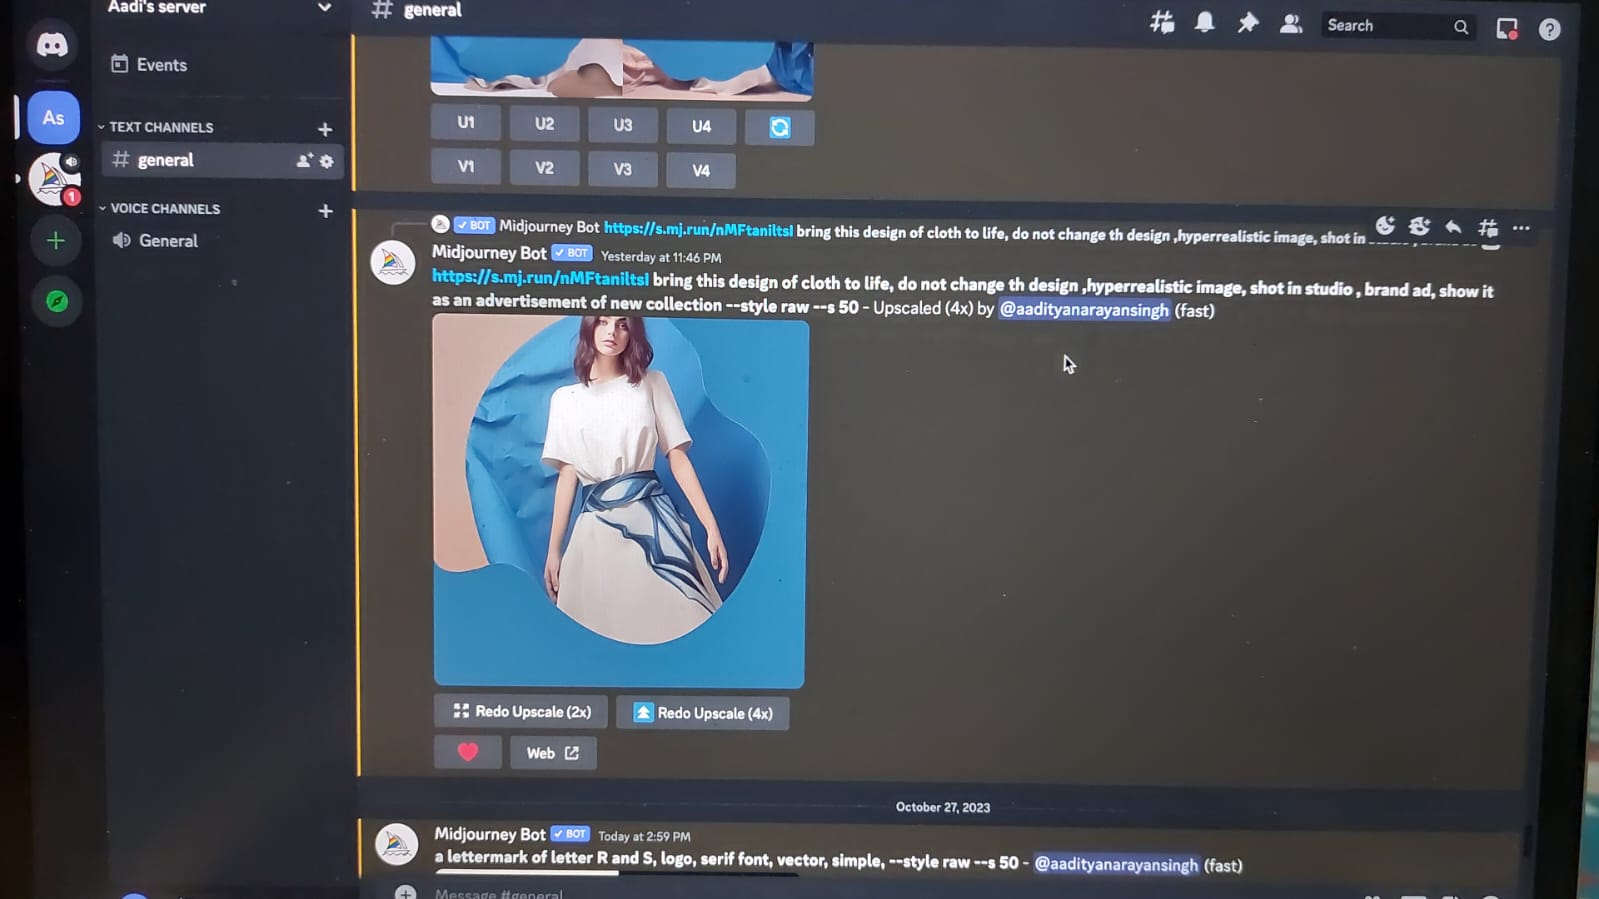 Aadi's server
# general
Search
Events
As
TEXT CHANNELS
# general
1
VOICE CHANNELS
General
U1 U2 U3 U4
V1 V2 V3 V4
BOT Midjourney Bot https://s.mj.run/nMFtaniltsI bring this design of cloth to life, do not change th design ,hyperrealistic image, shot in
Midjourney Bot BOT Yesterday at 11:46 PM
https://s.mj.run/nMFtaniltsI bring this design of cloth to life, do not change th design ,hyperrealistic image, shot in studio , brand ad, show it
as an advertisement of new collection --style raw --s 50 - Upscaled (4x) by @aadityanarayansingh (fast)
Redo Upscale (2x) Redo Upscale (4x)
Web
October 27, 2023
Midjourney Bot BOT Today at 2:59 PM
a lettermark of letter R and S, logo, serif font, vector, simple, --style raw --s 50 - @aadityanarayansingh (fast)
Message #general